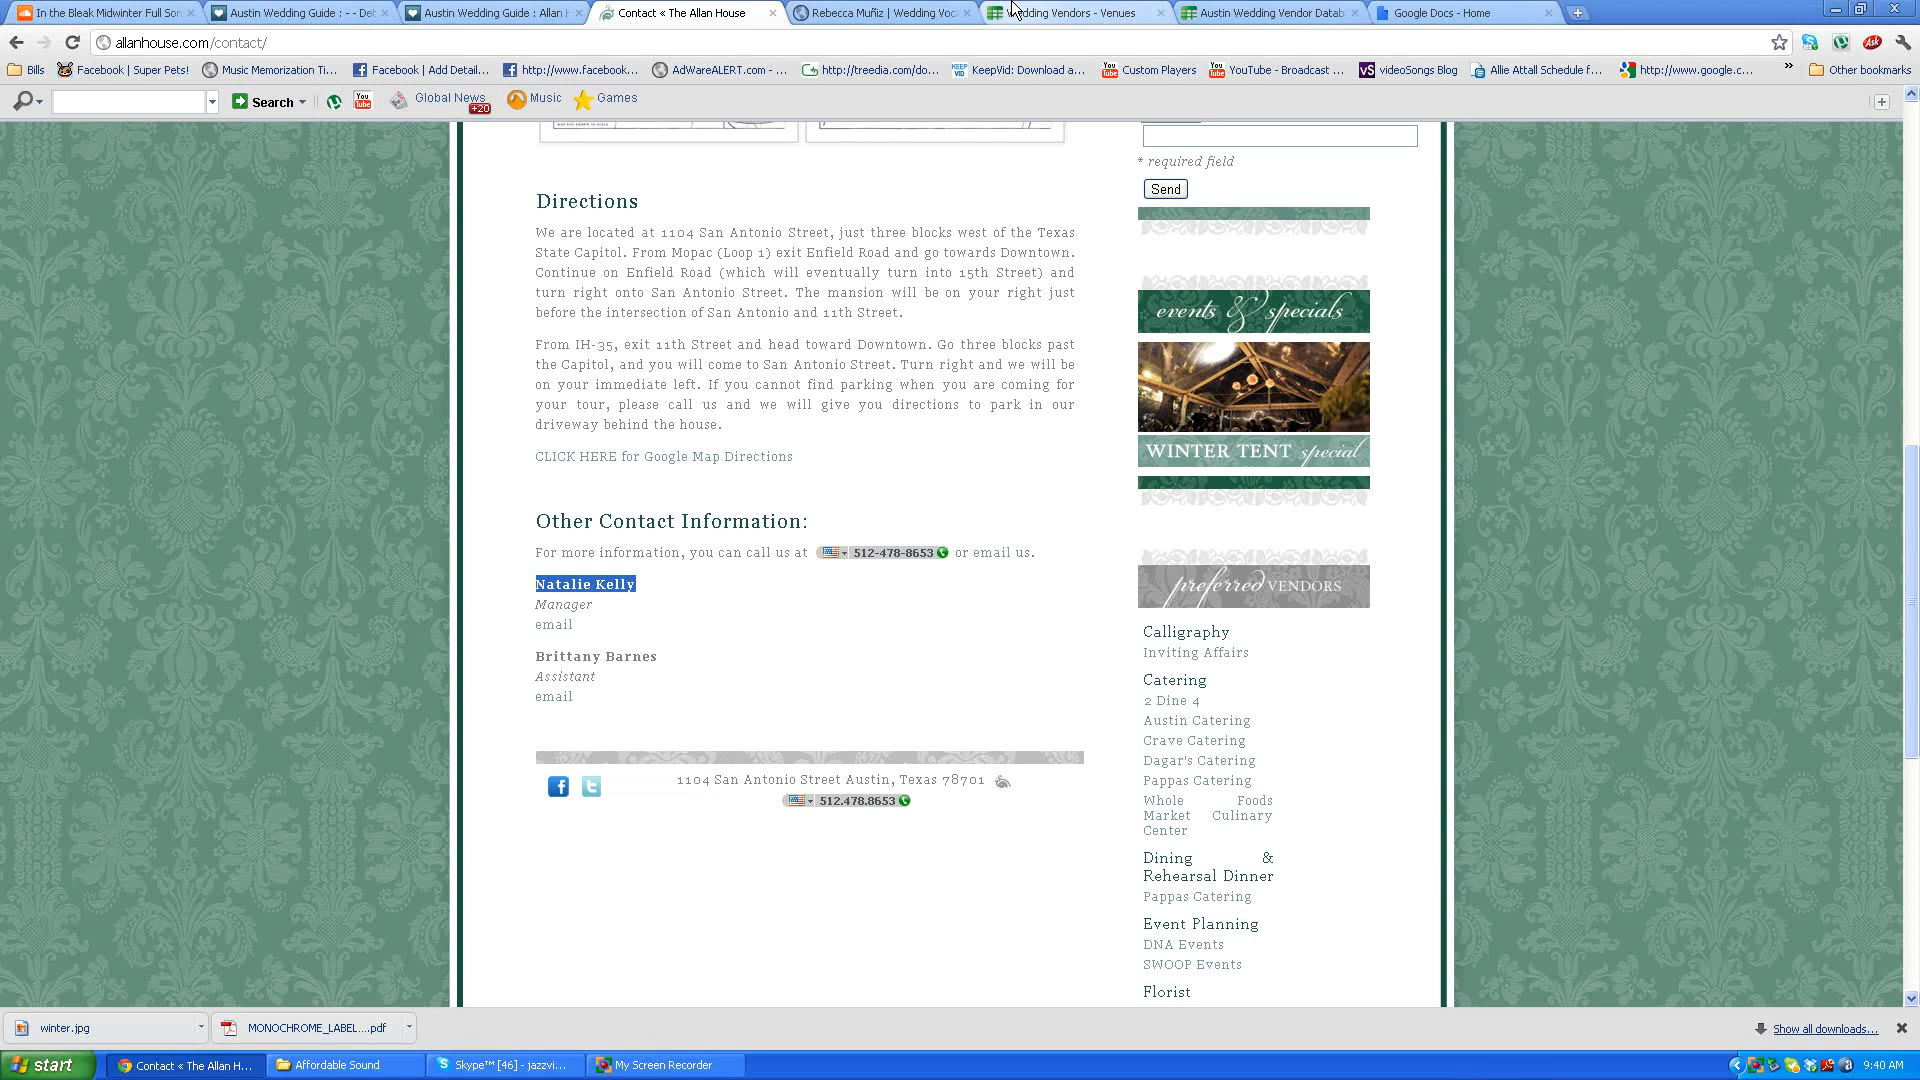 In the Bleak Midwinter Full Son
Austin Wedding Guide : - - Det
Austin Wedding Guide : Allan H
Contact « The Allan House
Rebecca Muñiz | Wedding Voc
Wedding Vendors - Venues
Austin Wedding Vendor Datab
Google Docs - Home
allanhouse.com/contact/
Bills
Facebook | Super Pets!
Music Memorization Ti...
Facebook | Add Detail...
http://www.facebook...
AdWareALERT.com - ...
http://treedia.com/do...
KeepVid: Download a...
Custom Players
YouTube - Broadcast ...
videoSongs Blog
Allie Attall Schedule f...
http://www.google.c...
»
Other bookmarks
Search
Global News
+20
Music
Games
Ask
* required field
Send
Directions
We are located at 1104 San Antonio Street, just three blocks west of the Texas
State Capitol. From Mopac (Loop 1) exit Enfield Road and go towards Downtown.
Continue on Enfield Road (which will eventually turn into 15th Street) and
turn right onto San Antonio Street. The mansion will be on your right just
before the intersection of San Antonio and 11th Street.
From IH-35, exit 11th Street and head toward Downtown. Go three blocks past
the Capitol, and you will come to San Antonio Street. Turn right and we will be
on your immediate left. If you cannot find parking when you are coming for
your tour, please call us and we will give you directions to park in our
driveway behind the house.
CLICK HERE for Google Map Directions
Other Contact Information:
For more information, you can call us at 512-478-8653 or email us.
Natalie Kelly
Manager
email
Brittany Barnes
Assistant
email
1104 San Antonio Street Austin, Texas 78701
512.478.8653
events & specials
WINTER TENT special
preferred VENDORS
Calligraphy
Inviting Affairs
Catering
2 Dine 4
Austin Catering
Crave Catering
Dagar's Catering
Pappas Catering
Whole Foods
Market Culinary
Center
Dining &
Rehearsal Dinner
Pappas Catering
Event Planning
DNA Events
SWOOP Events
Florist
winter.jpg
MONOCHROME_LABEL....pdf
Show all downloads...
start
Contact « The Allan H...
Affordable Sound
Skype™ [46] - jazzvi...
My Screen Recorder
9:40 AM